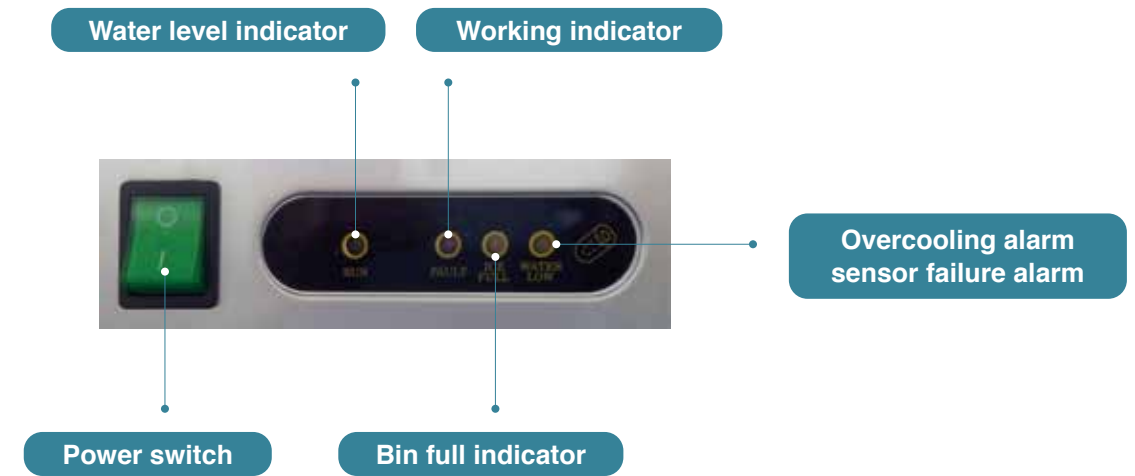 Water level indicator
Working indicator
RUN
FAULT
ICE FULL
WATER LOW
Overcooling alarm
sensor failure alarm
Power switch
Bin full indicator